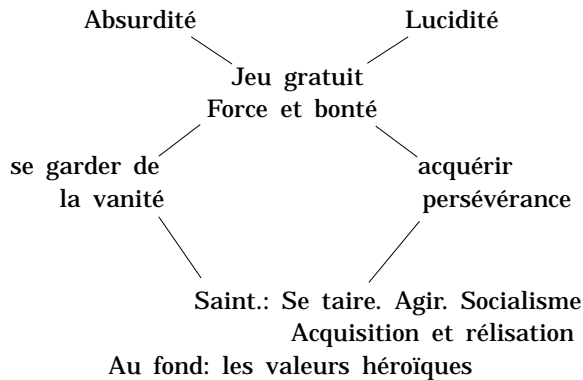 Absurdité Lucidité
Jeu gratuit
Force et bonté
se garder de acquérir
la vanité persévérance
Saint.: Se taire. Agir. Socialisme
Acquisition et rélisation
Au fond: les valeurs héroïques